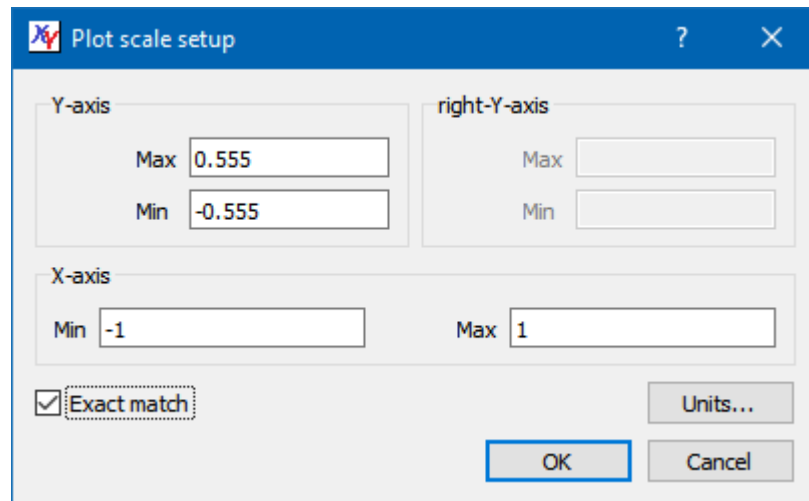 XY Plot scale setup ? ×
Y-axis
Max 0.555
Min -0.555
right-Y-axis
Max
Min
X-axis
Min -1 Max 1
Exact match Units...
OK Cancel